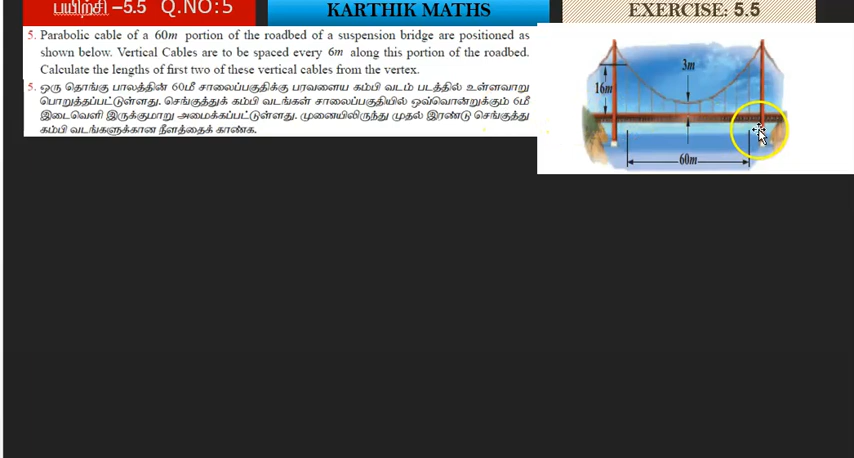 பயிற்சி –5.5 Q.NO:5
KARTHIK MATHS
EXERCISE: 5.5
5. Parabolic cable of a 60m portion of the roadbed of a suspension bridge are positioned as
shown below. Vertical Cables are to be spaced every 6m along this portion of the roadbed.
Calculate the lengths of first two of these vertical cables from the vertex.
5. ஒரு தொங்கு பாலத்தின் 60மீ சாலைப்பகுதிக்கு பரவளைய கம்பி வடம் படத்தில் உள்ளவாறு
பொறுத்தப்பட்டுள்ளது. செங்குத்துக் கம்பி வடங்கள் சாலைப்பகுதியில் ஒவ்வொன்றுக்கும் 6மீ
இடைவெளி இருக்குமாறு அமைக்கப்பட்டுள்ளது. முனையிலிருந்து முதல் இரண்டு செங்குத்து
கம்பி வடங்களுக்கான நீளத்தைக் காண்க.
3m
16m
60m